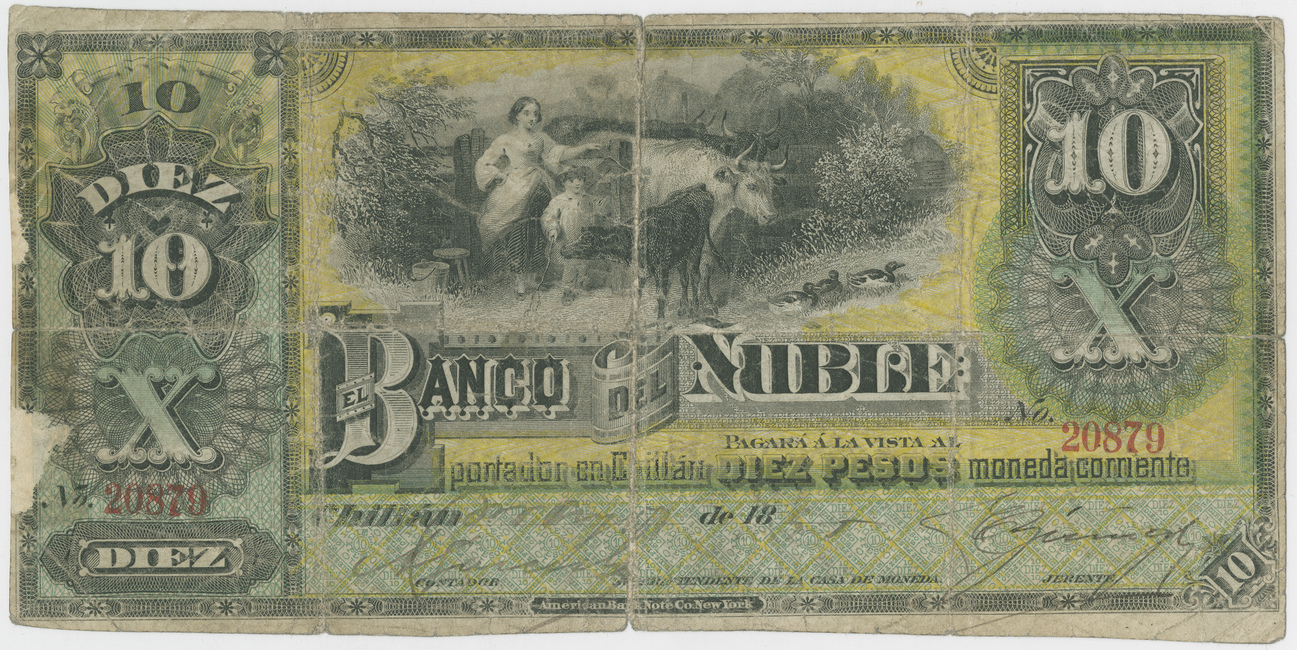 10
DIEZ
10
X
No. 20879
DIEZ
10
X
EL BANCO DEL ÑUBLE
No. 20879
PAGARÁ Á LA VISTA AL
portador en Chillán DIEZ PESOS moneda corriente
Chillán de 18
CONTADOR
SUPERINTENDENTE DE LA CASA DE MONEDA.
JERENTE
10
American Bank Note Co. New York